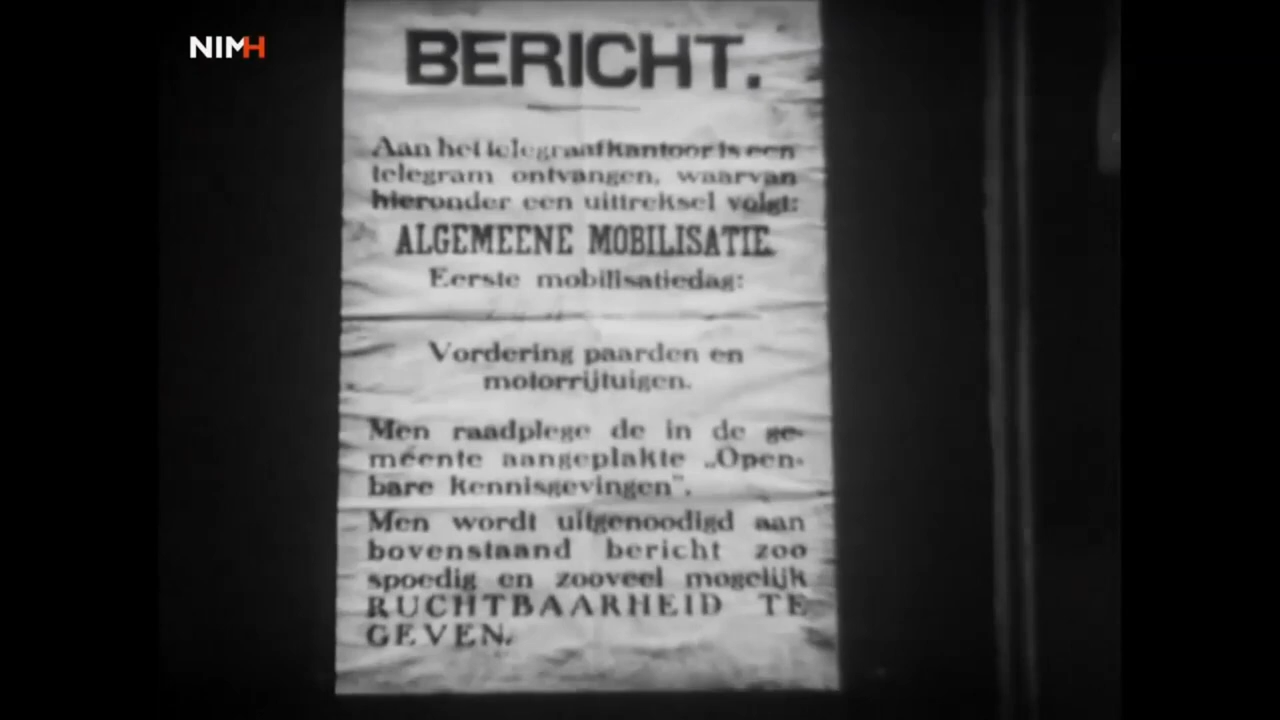 NIMH
BERICHT.
Aan het telegraafkantoor is een
telegram ontvangen, waarvan
hieronder een uittreksel volgt:
ALGEMEENE MOBILISATIE.
Eerste mobilisatiedag:
Vordering paarden en
motorrijtuigen.
Men raadplege de in de ge-
meente aangeplakte „Open-
bare kennisgevingen”.
Men wordt uitgenoodigd aan
bovenstaand bericht zoo
spoedig en zooveel mogelijk
RUCHTBAARHEID TE
GEVEN.